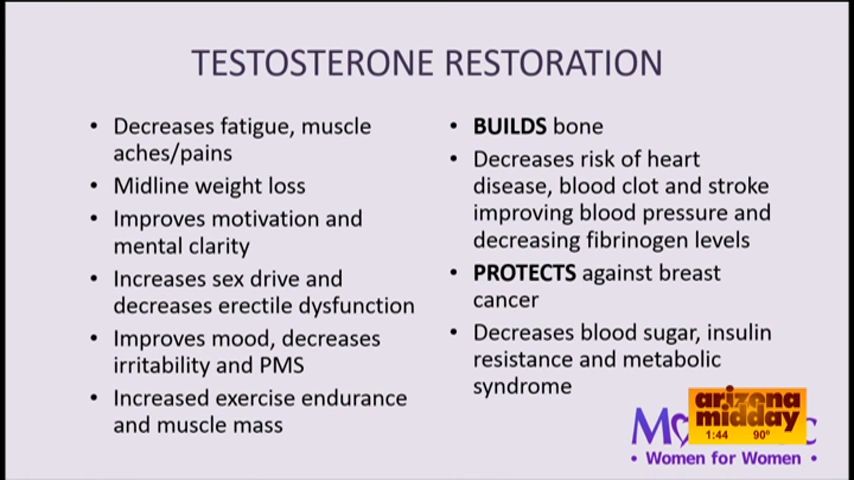 TESTOSTERONE RESTORATION
• Decreases fatigue, muscle
aches/pains
• Midline weight loss
• Improves motivation and
mental clarity
• Increases sex drive and
decreases erectile dysfunction
• Improves mood, decreases
irritability and PMS
• Increased exercise endurance
and muscle mass
• BUILDS bone
• Decreases risk of heart
disease, blood clot and stroke
improving blood pressure and
decreasing fibrinogen levels
• PROTECTS against breast
cancer
• Decreases blood sugar, insulin
resistance and metabolic
syndrome
arizona
midday
1:44 90°
• Women for Women •